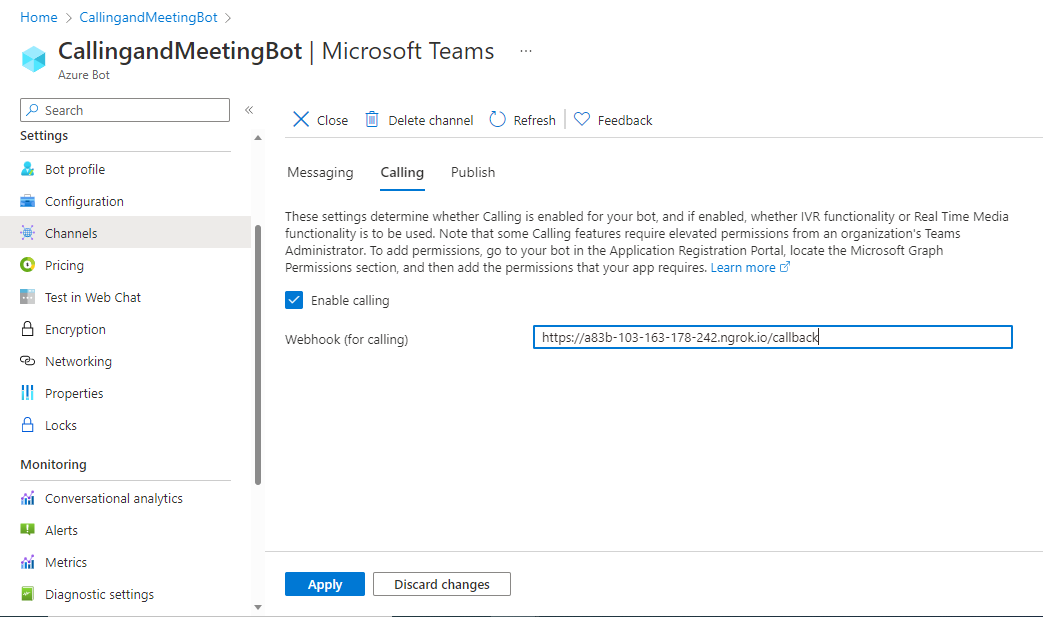 Home > CallingandMeetingBot >
CallingandMeetingBot | Microsoft Teams ...
Azure Bot
Search «
Settings
Bot profile
Configuration
Channels
Pricing
Test in Web Chat
Encryption
Networking
Properties
Locks
Monitoring
Conversational analytics
Alerts
Metrics
Diagnostic settings
Close Delete channel Refresh Feedback
Messaging Calling Publish
These settings determine whether Calling is enabled for your bot, and if enabled, whether IVR functionality or Real Time Media
functionality is to be used. Note that some Calling features require elevated permissions from an organization's Teams
Administrator. To add permissions, go to your bot in the Application Registration Portal, locate the Microsoft Graph
Permissions section, and then add the permissions that your app requires. Learn more
Enable calling
Webhook (for calling) https://a83b-103-163-178-242.ngrok.io/callback
Apply Discard changes